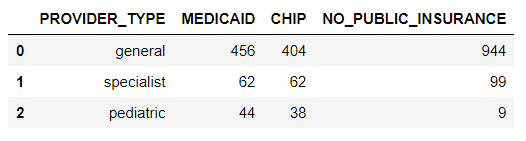 PROVIDER_TYPE MEDICAID CHIP NO_PUBLIC_INSURANCE
0 general 456 404 944
1 specialist 62 62 99
2 pediatric 44 38 9